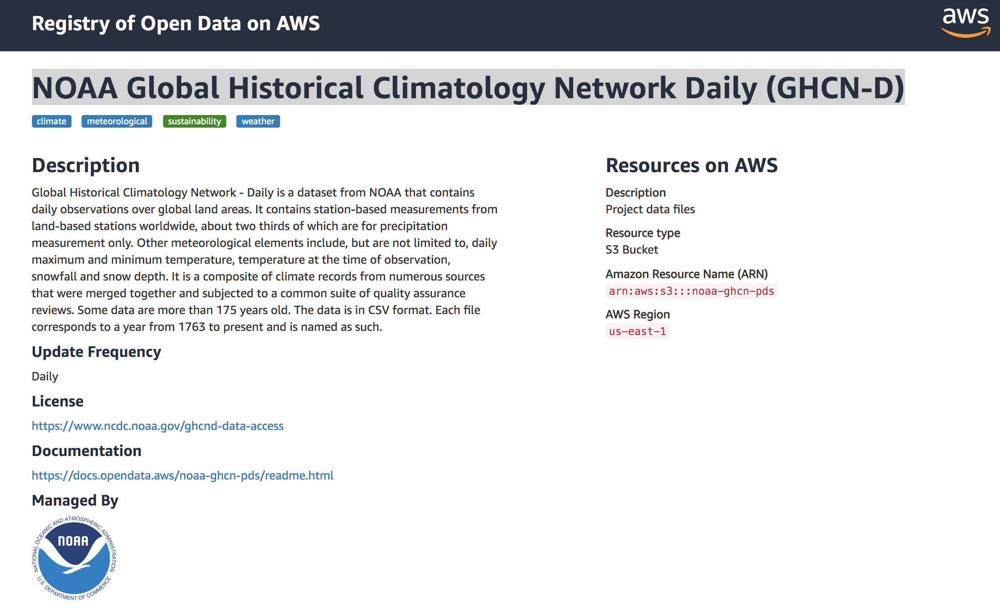 Registry of Open Data on AWS
aws
NOAA Global Historical Climatology Network Daily (GHCN-D)
climate meteorological sustainability weather
Description
Global Historical Climatology Network - Daily is a dataset from NOAA that contains
daily observations over global land areas. It contains station-based measurements from
land-based stations worldwide, about two thirds of which are for precipitation
measurement only. Other meteorological elements include, but are not limited to, daily
maximum and minimum temperature, temperature at the time of observation,
snowfall and snow depth. It is a composite of climate records from numerous sources
that were merged together and subjected to a common suite of quality assurance
reviews. Some data are more than 175 years old. The data is in CSV format. Each file
corresponds to a year from 1763 to present and is named as such.
Update Frequency
Daily
License
https://www.ncdc.noaa.gov/ghcnd-data-access
Documentation
https://docs.opendata.aws/noaa-ghcn-pds/readme.html
Managed By
NATIONAL OCEANIC AND ATMOSPHERIC ADMINISTRATION
NOAA
U.S. DEPARTMENT OF COMMERCE
Resources on AWS
Description
Project data files
Resource type
S3 Bucket
Amazon Resource Name (ARN)
arn:aws:s3:::noaa-ghcn-pds
AWS Region
us-east-1